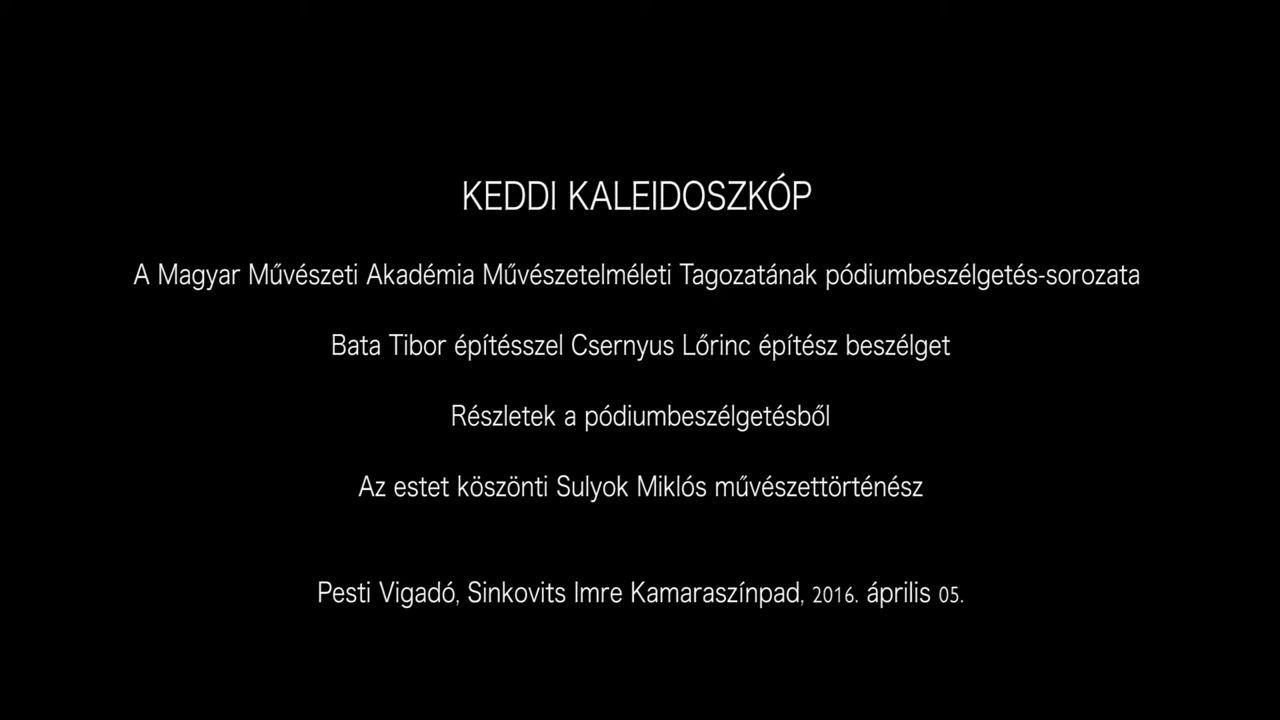 KEDDI KALEIDOSZKÓP
A Magyar Művészeti Akadémia Művészetelméleti Tagozatának pódiumbeszélgetés-sorozata
Bata Tibor építésszel Csernyus Lőrinc építész beszélget
Részletek a pódiumbeszélgetésből
Az estet köszönti Sulyok Miklós művészettörténész
Pesti Vigadó, Sinkovits Imre Kamaraszínpad, 2016. április 05.